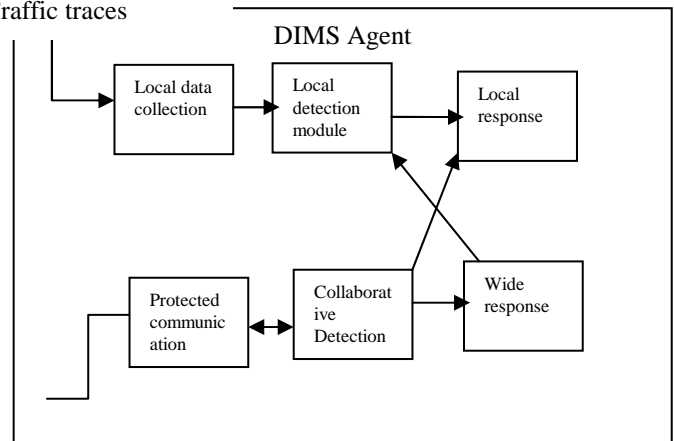 raffic traces
DIMS Agent
Local data
collection
Local
detection
module
Local
response
Protected
communic
ation
Collaborat
ive
Detection
Wide
response